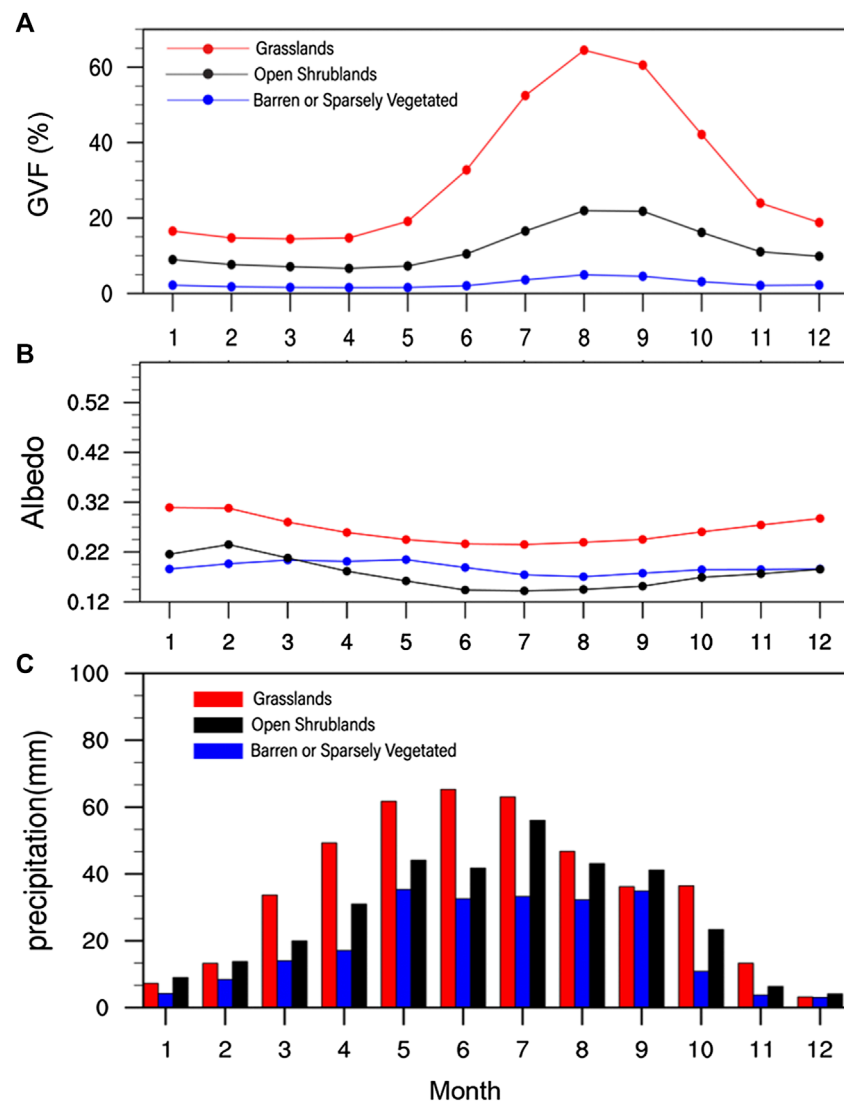 A
GVF (%)
60
40
20
0
Grasslands
Open Shrublands
Barren or Sparsely Vegetated
1 2 3 4 5 6 7 8 9 10 11 12
B
Albedo
0.52
0.42
0.32
0.22
0.12
1 2 3 4 5 6 7 8 9 10 11 12
C
precipitation(mm)
100
80
60
40
20
0
Grasslands
Open Shrublands
Barren or Sparsely Vegetated
1 2 3 4 5 6 7 8 9 10 11 12
Month